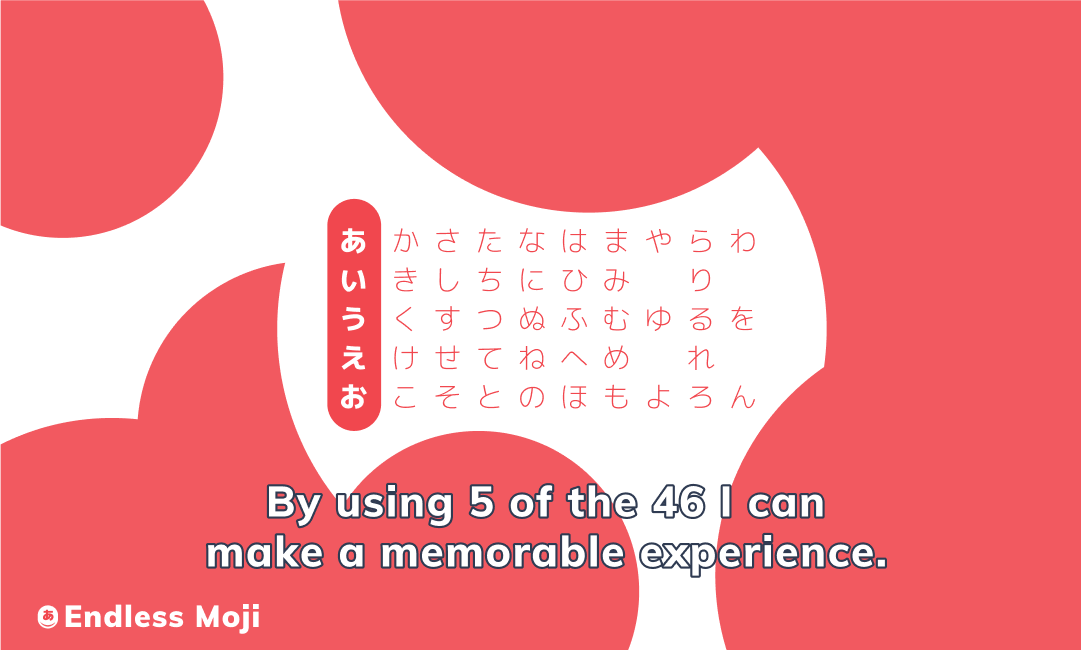 あ か さ た な は ま や ら わ
い き し ち に ひ み り
う く す つ ぬ ふ む ゆ る を
え け せ て ね へ め れ
お こ そ と の ほ も よ ろ ん
By using 5 of the 46 I can
make a memorable experience.
あ Endless Moji